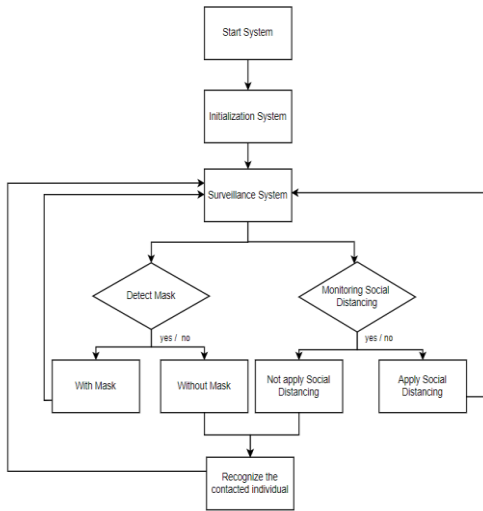 Start System
Initialization System
Surveillance System
Detect Mask
Monitoring Social
Distancing
yes / no
yes / no
With Mask
Without Mask
Not apply Social
Distancing
Apply Social
Distancing
Recognize the
contacted individual